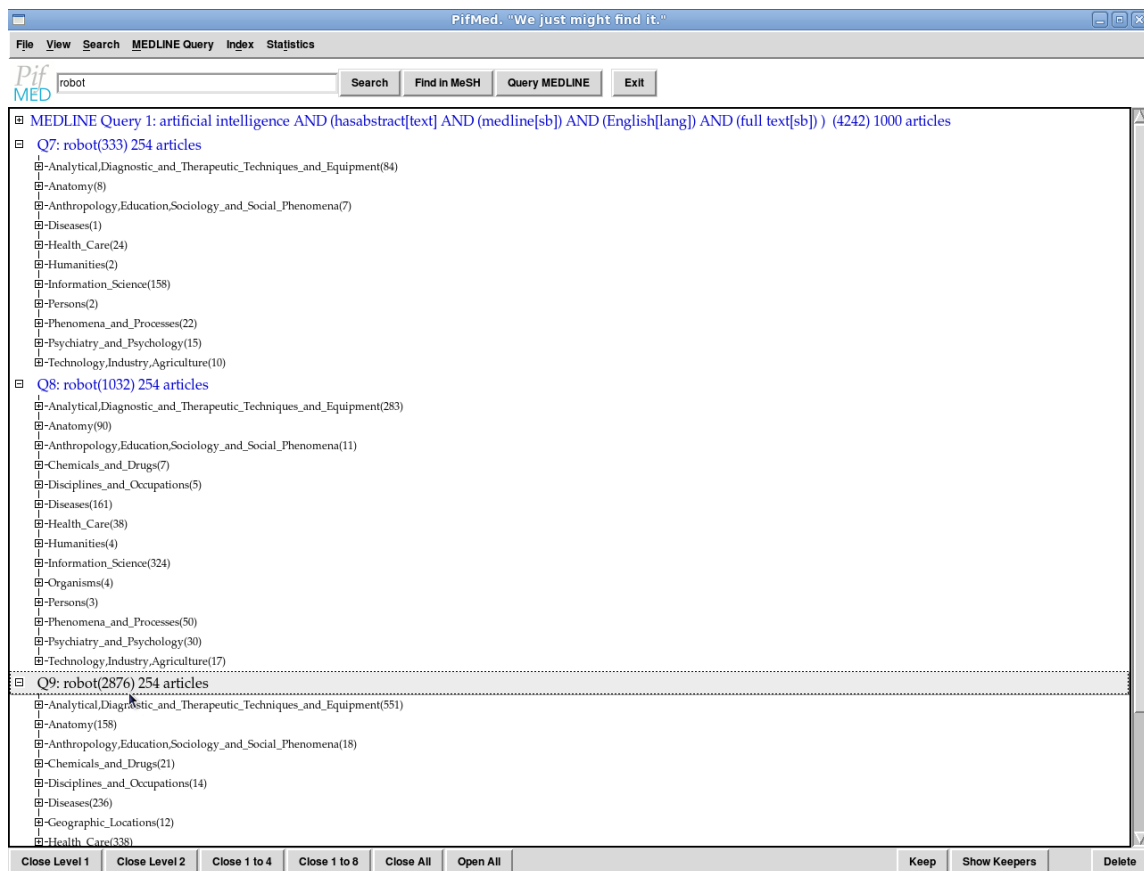 PifMed. "We just might find it."
File View Search MEDLINE Query Index Statistics
Pif
MED
robot Search Find in MeSH Query MEDLINE Exit
MEDLINE Query 1: artificial intelligence AND (hasabstract[text] AND (medline[sb]) AND (English[lang]) AND (full text[sb]) ) (4242) 1000 articles
Q7: robot(333) 254 articles
Analytical,Diagnostic_and_Therapeutic_Techniques_and_Equipment(84)
Anatomy(8)
Anthropology,Education,Sociology_and_Social_Phenomena(7)
Diseases(1)
Health_Care(24)
Humanities(2)
Information_Science(158)
Persons(2)
Phenomena_and_Processes(22)
Psychiatry_and_Psychology(15)
Technology,Industry,Agriculture(10)
Q8: robot(1032) 254 articles
Analytical,Diagnostic_and_Therapeutic_Techniques_and_Equipment(283)
Anatomy(90)
Anthropology,Education,Sociology_and_Social_Phenomena(11)
Chemicals_and_Drugs(7)
Disciplines_and_Occupations(5)
Diseases(161)
Health_Care(38)
Humanities(4)
Information_Science(324)
Organisms(4)
Persons(3)
Phenomena_and_Processes(50)
Psychiatry_and_Psychology(30)
Technology,Industry,Agriculture(17)
Q9: robot(2876) 254 articles
Analytical,Diagnostic_and_Therapeutic_Techniques_and_Equipment(551)
Anatomy(158)
Anthropology,Education,Sociology_and_Social_Phenomena(18)
Chemicals_and_Drugs(21)
Disciplines_and_Occupations(14)
Diseases(236)
Geographic_Locations(12)
Health_Care(338)
Close Level 1 Close Level 2 Close 1 to 4 Close 1 to 8 Close All Open All Keep Show Keepers Delete